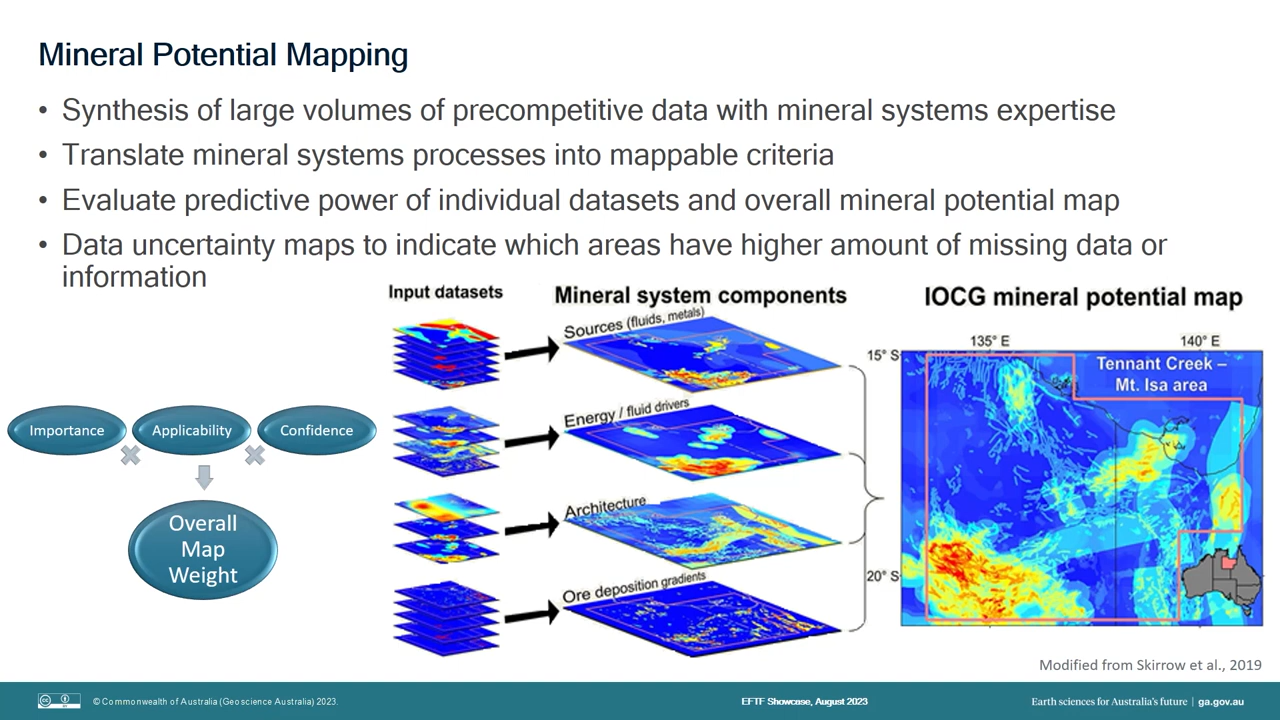 Mineral Potential Mapping
• Synthesis of large volumes of precompetitive data with mineral systems expertise
• Translate mineral systems processes into mappable criteria
• Evaluate predictive power of individual datasets and overall mineral potential map
• Data uncertainty maps to indicate which areas have higher amount of missing data or
information
Importance
Applicability
Confidence
Overall
Map
Weight
Input datasets
Mineral system components
Sources (fluids, metals)
Energy / fluid drivers
Architecture
Ore deposition gradients
IOCG mineral potential map
135° E
140° E
15° S
20° S
Tennant Creek –
Mt. Isa area
Modified from Skirrow et al., 2019
© Commonwealth of Australia (Geoscience Australia) 2023.
EFTF Showcase, August 2023
Earth sciences for Australia's future | ga.gov.au